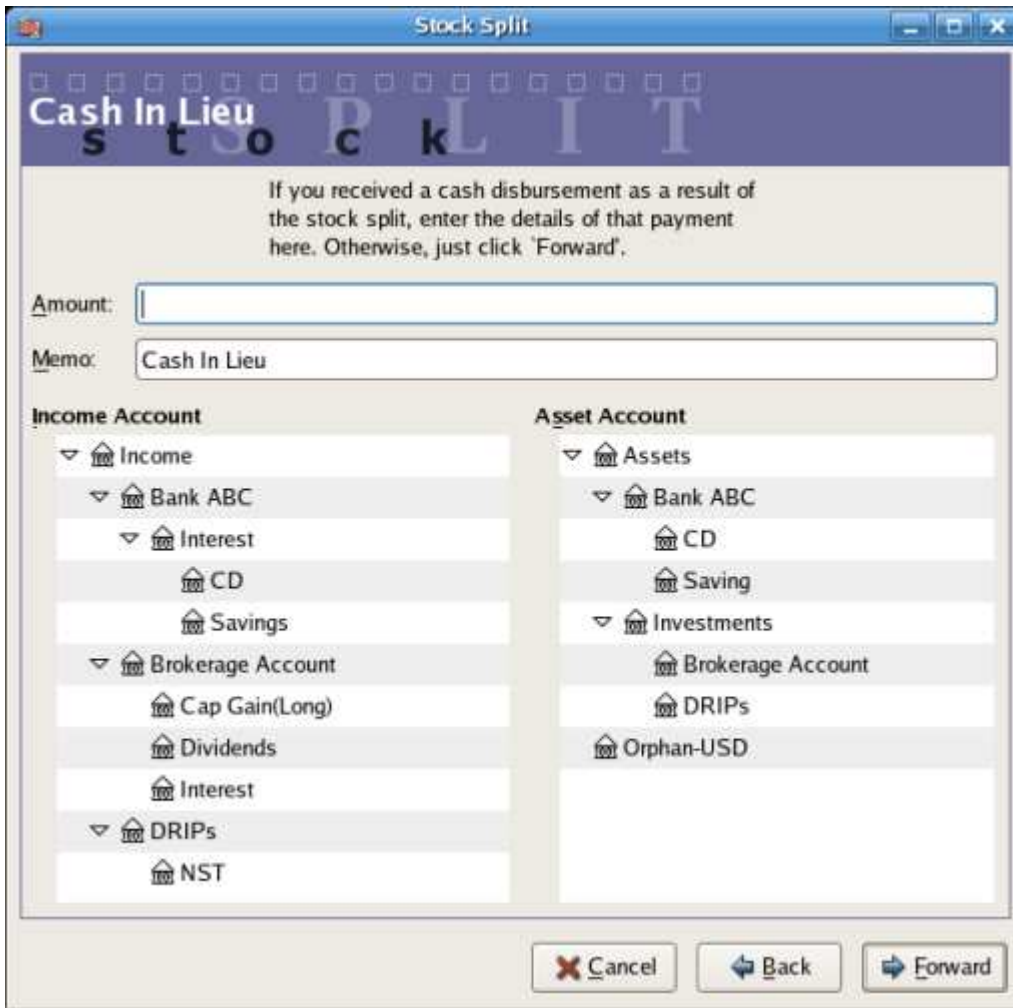 Stock Split
Cash In Lieu
stock
SPLIT
If you received a cash disbursement as a result of
the stock split, enter the details of that payment
here. Otherwise, just click `Forward'.
Amount:
Memo: Cash In Lieu
Income Account
Income
Bank ABC
Interest
CD
Savings
Brokerage Account
Cap Gain(Long)
Dividends
Interest
DRIPs
NST
Asset Account
Assets
Bank ABC
CD
Saving
Investments
Brokerage Account
DRIPs
Orphan-USD
Cancel Back Forward